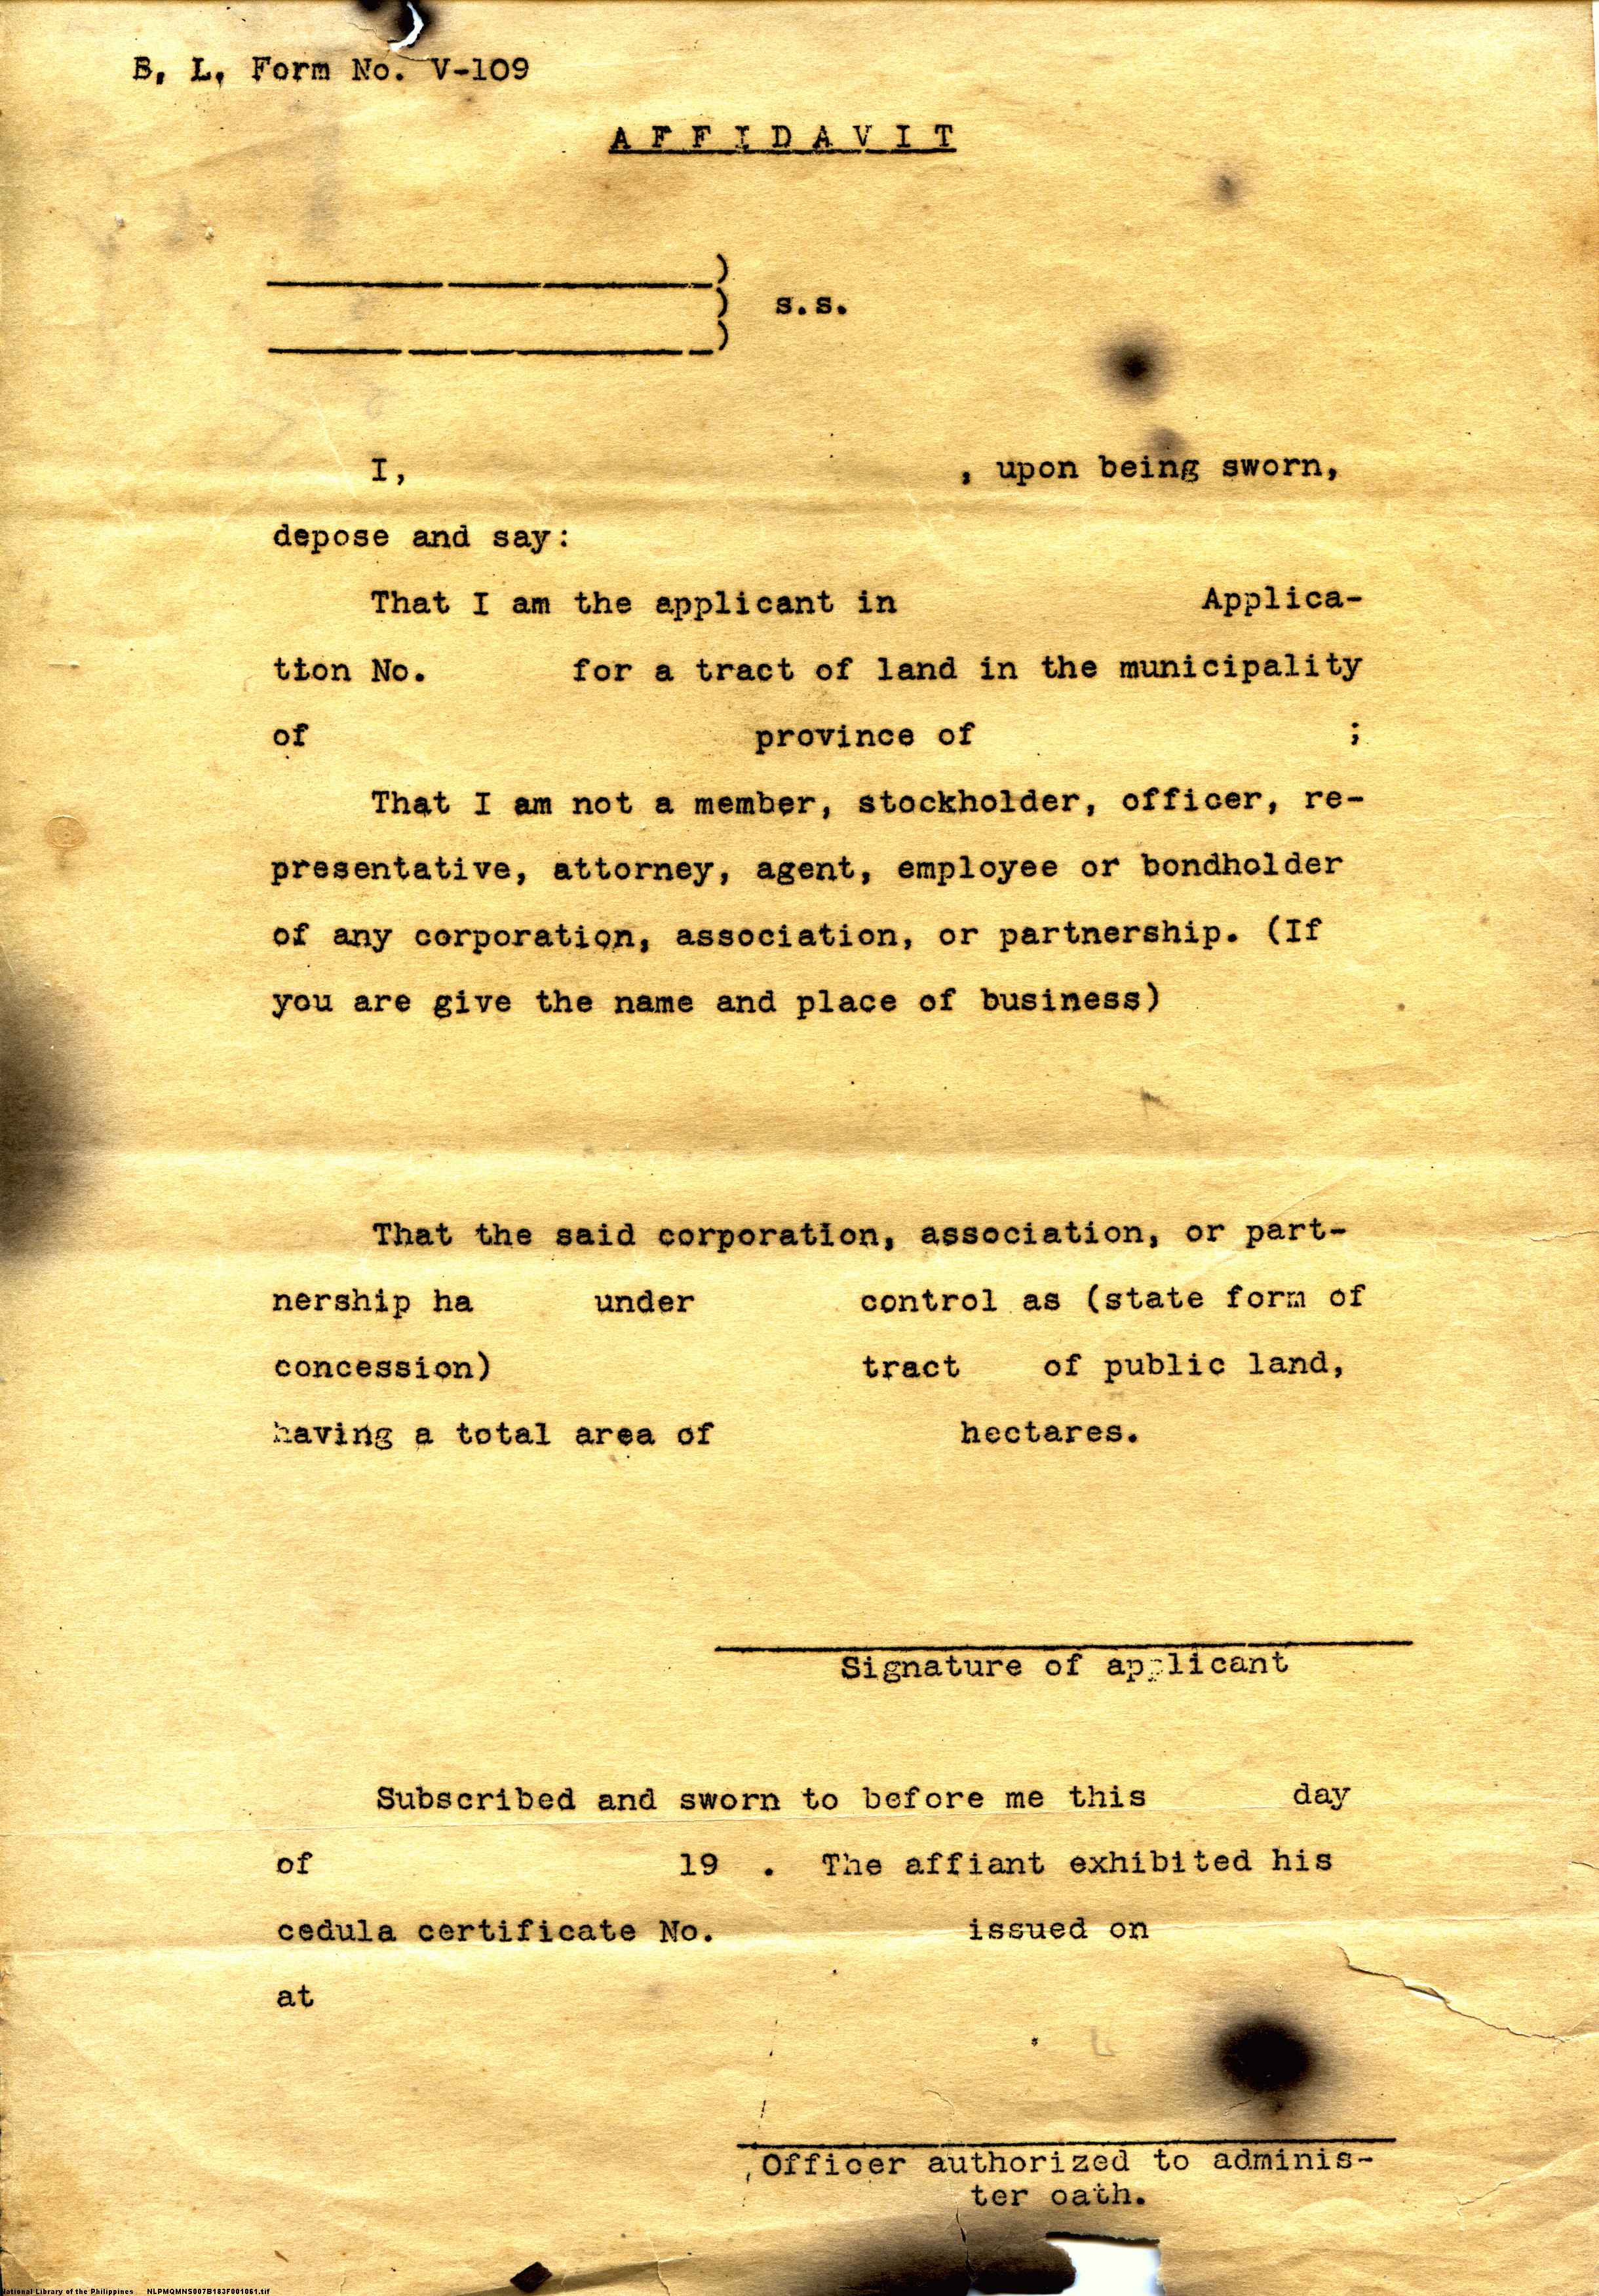 B. L. Form No. V-109
A F F I D A V I T
)
) s.s.
)
I, , upon being sworn,
depose and say:
That I am the applicant in Applica-
tion No. for a tract of land in the municipality
of province of ;
That I am not a member, stockholder, officer, re-
presentative, attorney, agent, employee or bondholder
of any corporation, association, or partnership. (If
you are give the name and place of business)
That the said corporation, association, or part-
nership ha under control as (state form of
concession) tract of public land,
having a total area of hectares.
Signature of applicant
Subscribed and sworn to before me this day
of 19 . The affiant exhibited his
cedula certificate No. issued on
at
Officer authorized to adminis-
ter oath.
National Library of the Philippines NLPMQMNS007B183F001061.tif